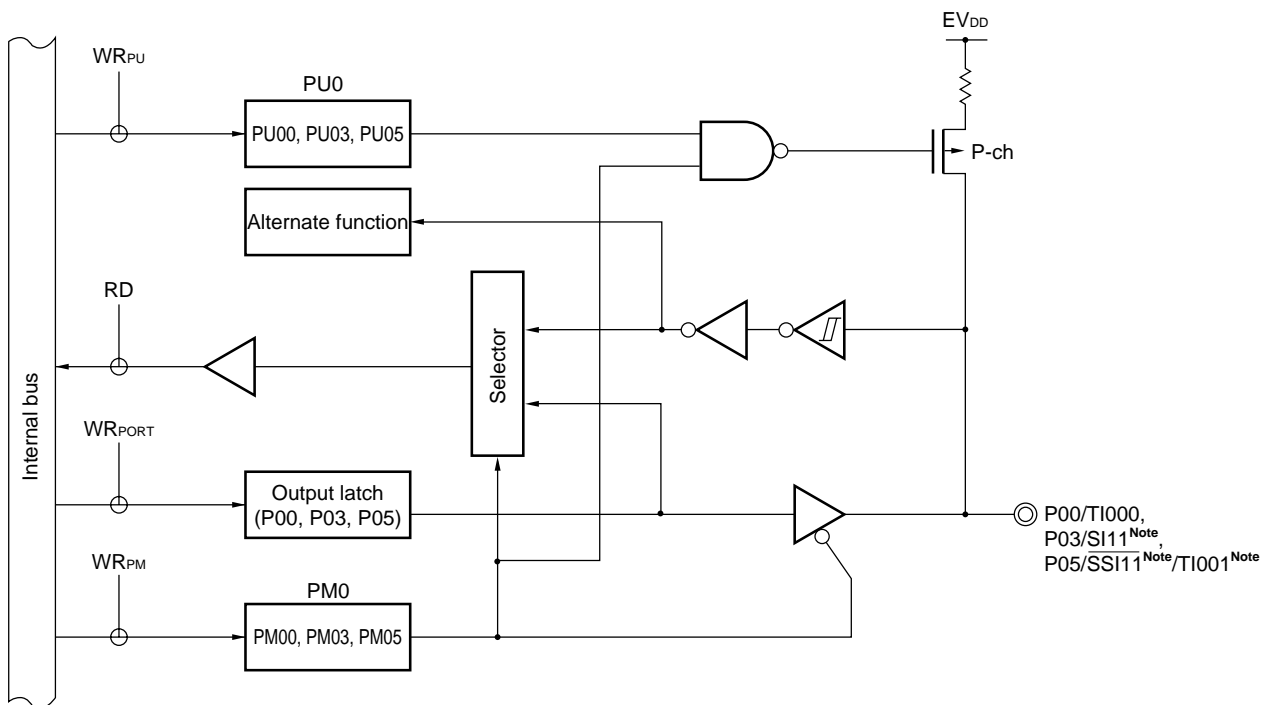 EVDD
WRPU
PU0
PU00, PU03, PU05
P-ch
Alternate function
RD
Selector
Internal bus
WRPORT
Output latch
(P00, P03, P05)
P00/TI000,
P03/SI11Note,
P05/SSI11Note/TI001Note
WRPM
PM0
PM00, PM03, PM05